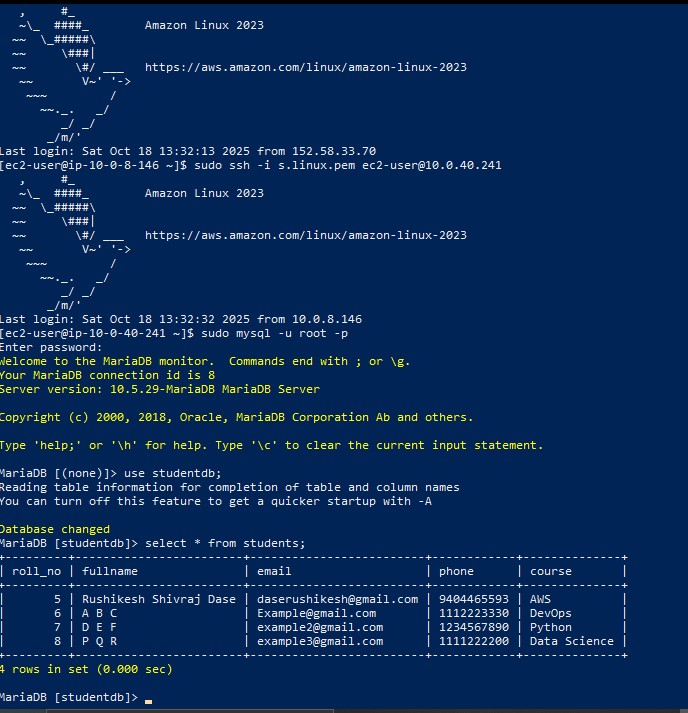 ,     #_
   ~\_  ####_        Amazon Linux 2023
  ~~  \_#####\
  ~~     \###|
  ~~       \#/ ___   https://aws.amazon.com/linux/amazon-linux-2023
   ~~       V~' '->
    ~~~         /
      ~~._.   _/
         _/ _/
       _/m/'
Last login: Sat Oct 18 13:32:13 2025 from 152.58.33.70
[ec2-user@ip-10-0-8-146 ~]$ sudo ssh -i s.linux.pem ec2-user@10.0.40.241
   ,     #_
   ~\_  ####_        Amazon Linux 2023
  ~~  \_#####\
  ~~     \###|
  ~~       \#/ ___   https://aws.amazon.com/linux/amazon-linux-2023
   ~~       V~' '->
    ~~~         /
      ~~._.   _/
         _/ _/
       _/m/'
Last login: Sat Oct 18 13:32:32 2025 from 10.0.8.146
[ec2-user@ip-10-0-40-241 ~]$ sudo mysql -u root -p
Enter password:
Welcome to the MariaDB monitor.  Commands end with ; or \g.
Your MariaDB connection id is 8
Server version: 10.5.29-MariaDB MariaDB Server

Copyright (c) 2000, 2018, Oracle, MariaDB Corporation Ab and others.

Type 'help;' or '\h' for help. Type '\c' to clear the current input statement.

MariaDB [(none)]> use studentdb;
Reading table information for completion of table and column names
You can turn off this feature to get a quicker startup with -A

Database changed
MariaDB [studentdb]> select * from students;
+---------+-----------------------+------------------------+------------+--------------+
| roll_no | fullname              | email                  | phone      | course       |
+---------+-----------------------+------------------------+------------+--------------+
|       5 | Rushikesh Shivraj Dase | daserushikesh@gmail.com | 9404465593 | AWS          |
|       6 | A B C                 | Example@gmail.com      | 1112223330 | DevOps       |
|       7 | D E F                 | example2@gmail.com     | 1234567890 | Python       |
|       8 | P Q R                 | example3@gmail.com     | 1111222200 | Data Science |
+---------+-----------------------+------------------------+------------+--------------+
4 rows in set (0.000 sec)

MariaDB [studentdb]>